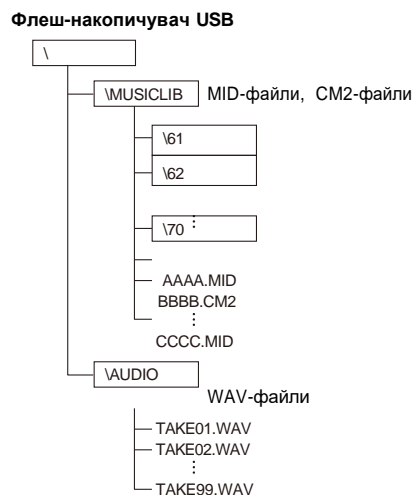 Флеш-накопичувач USB
\
\MUSICLIB MID-файли, CM2-файли
\61
\62
⋮
\70
AAAA.MID
BBBB.CM2
⋮
CCCC.MID
\AUDIO
WAV-файли
TAKE01.WAV
TAKE02.WAV
⋮
TAKE99.WAV